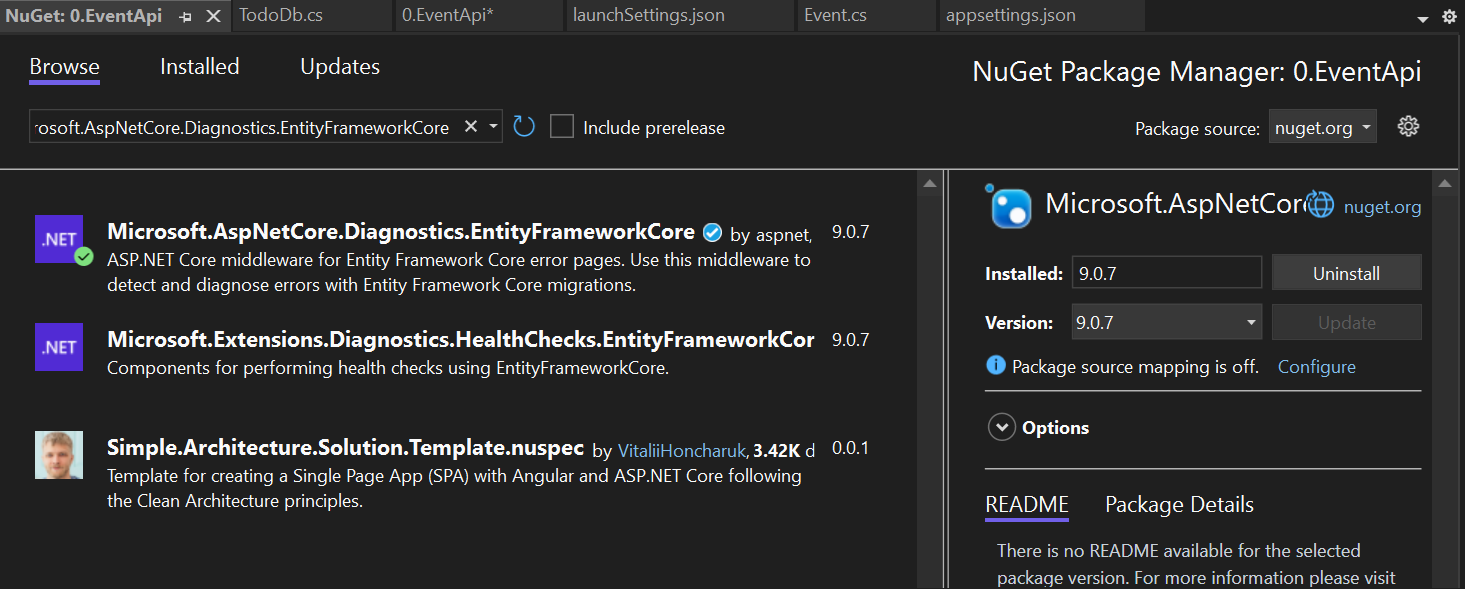 NuGet: 0.EventApi
TodoDb.cs
0.EventApi*
launchSettings.json
Event.cs
appsettings.json
Browse
Installed
Updates
NuGet Package Manager: 0.EventApi
rosoft.AspNetCore.Diagnostics.EntityFrameworkCore
Include prerelease
Package source: nuget.org
.NET
Microsoft.AspNetCore.Diagnostics.EntityFrameworkCore by aspnet, 9.0.7
ASP.NET Core middleware for Entity Framework Core error pages. Use this middleware to
detect and diagnose errors with Entity Framework Core migrations.
.NET
Microsoft.Extensions.Diagnostics.HealthChecks.EntityFrameworkCor 9.0.7
Components for performing health checks using EntityFrameworkCore.
Simple.Architecture.Solution.Template.nuspec by VitaliiHoncharuk, 3.42K d 0.0.1
Template for creating a Single Page App (SPA) with Angular and ASP.NET Core following
the Clean Architecture principles.
Microsoft.AspNetCor nuget.org
Installed: 9.0.7 Uninstall
Version: 9.0.7 Update
Package source mapping is off. Configure
Options
README Package Details
There is no README available for the selected
package version. For more information please visit